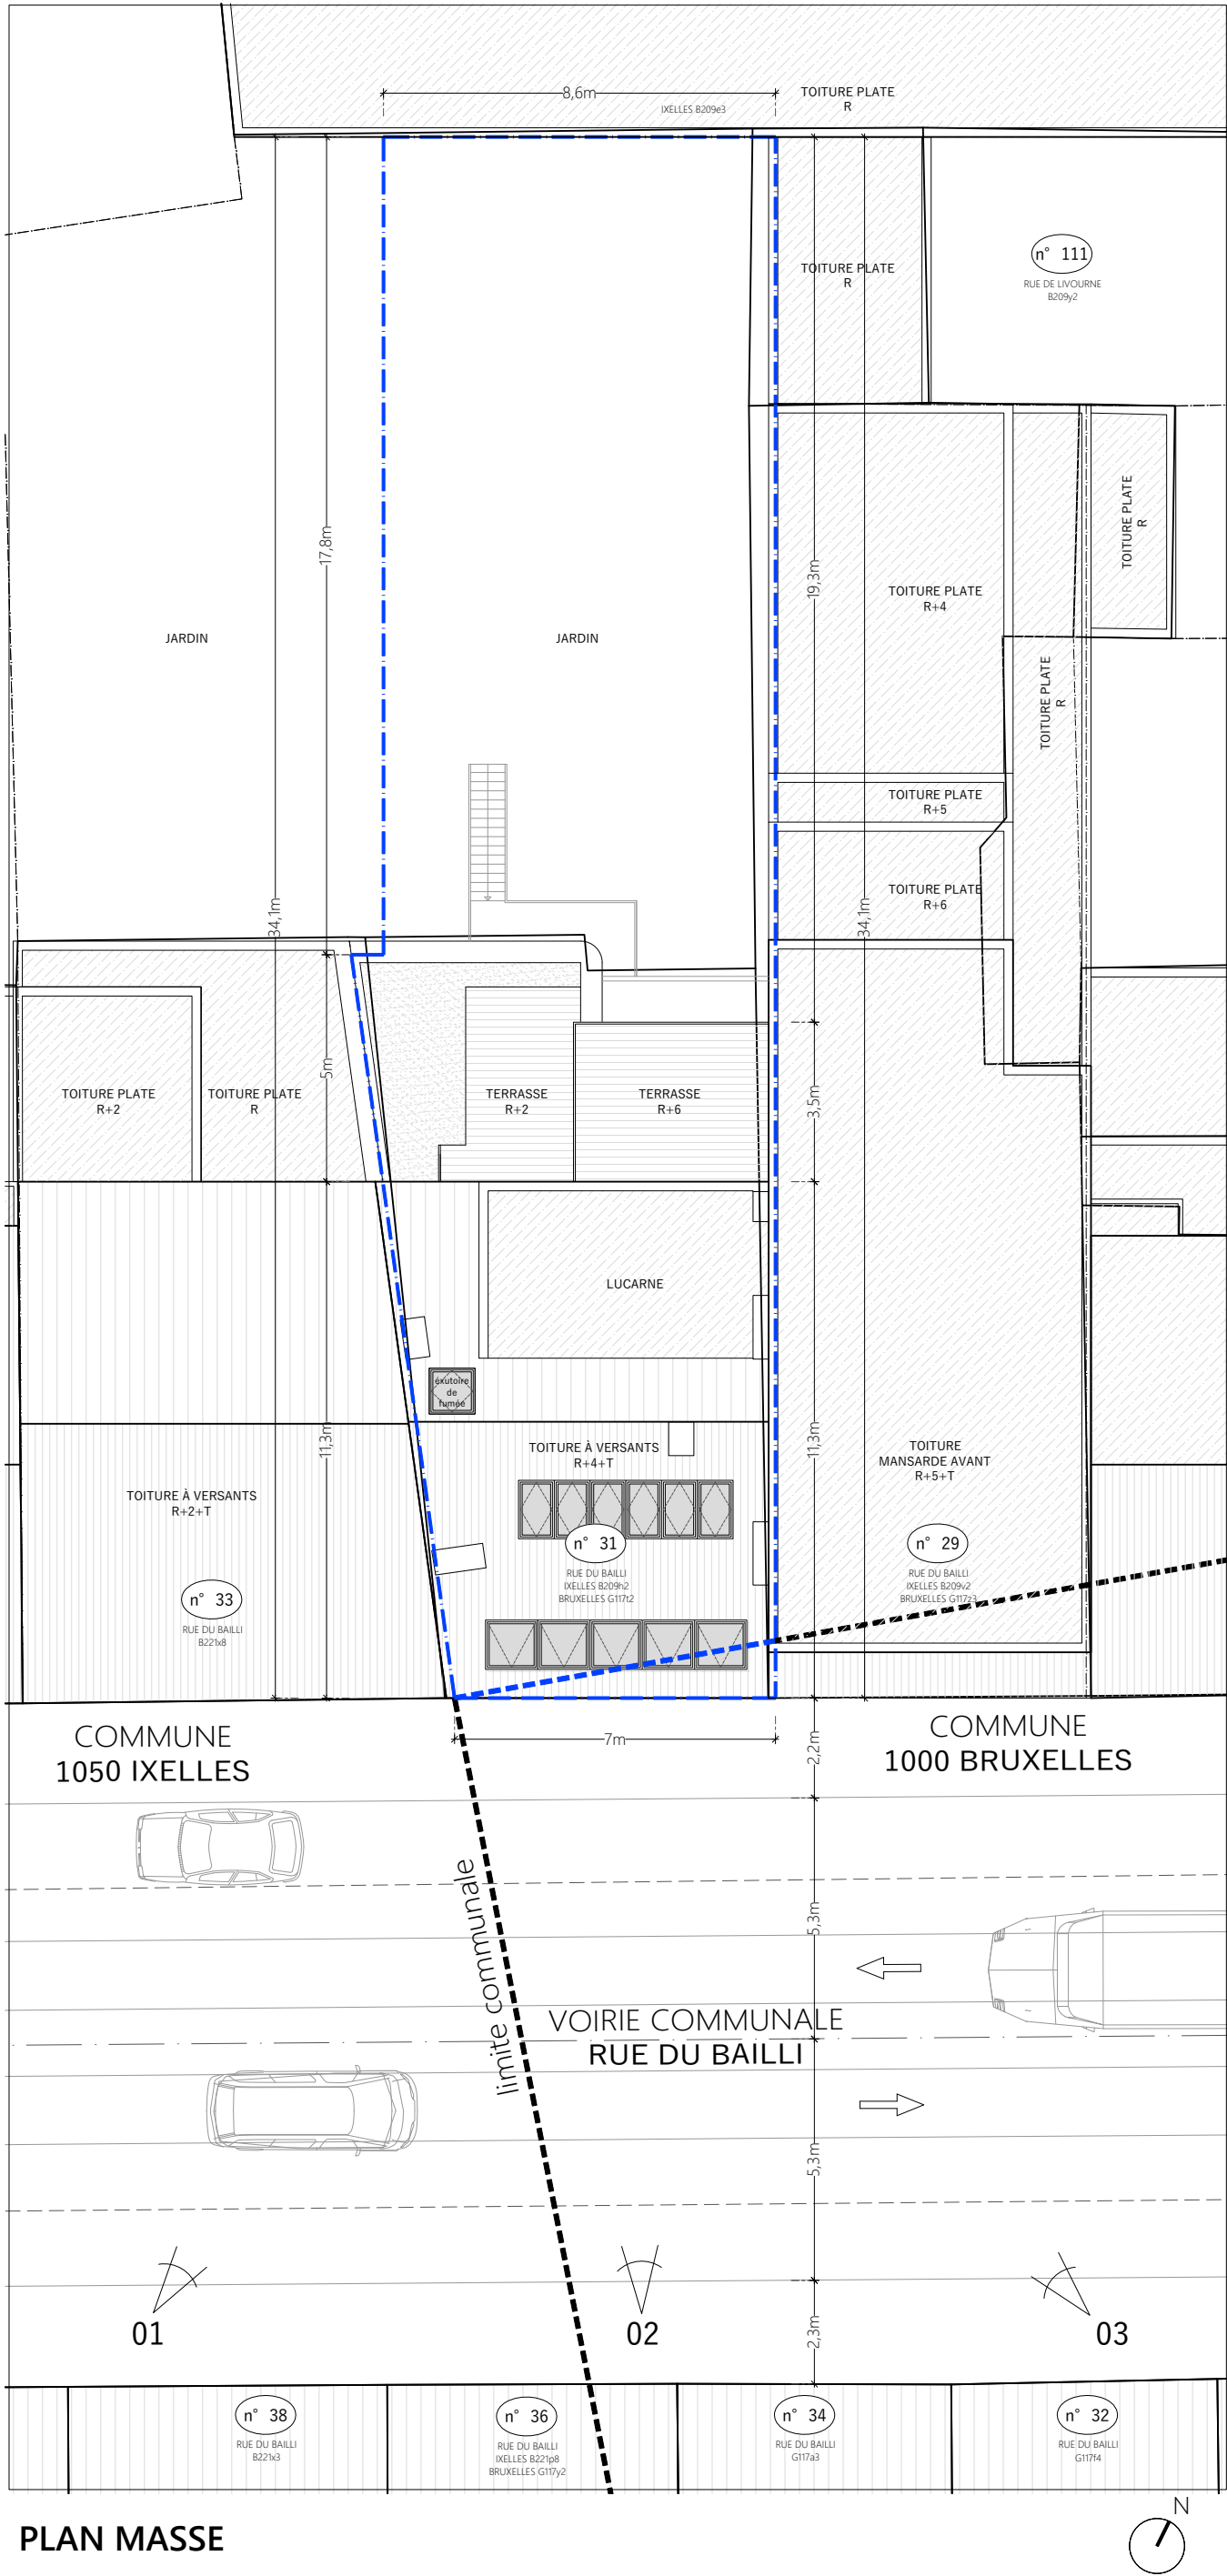 8,6m
TOITURE PLATE
R
IXELLES B209e3
TOITURE PLATE
R
n° 111
RUE DE LIVOURNE
B209y2
17,8m
19,3m
TOITURE PLATE
R
TOITURE PLATE
R+4
JARDIN
JARDIN
TOITURE PLATE
R
TOITURE PLATE
R+5
TOITURE PLATE
R+6
34,1m
34,1m
5m
3,5m
TOITURE PLATE
R+2
TOITURE PLATE
R
TERRASSE
R+2
TERRASSE
R+6
LUCARNE
éxutoire
de
fumée
11,3m
11,3m
TOITURE À VERSANTS
R+4+T
TOITURE
MANSARDE AVANT
R+5+T
TOITURE À VERSANTS
R+2+T
n° 31
RUE DU BAILLI
IXELLES B209h2
BRUXELLES G117t2
n° 29
RUE DU BAILLI
IXELLES B209v2
BRUXELLES G117z3
n° 33
RUE DU BAILLI
B221x8
COMMUNE
1050 IXELLES
7m
2,2m
COMMUNE
1000 BRUXELLES
limite communale
5,3m
VOIRIE COMMUNALE
RUE DU BAILLI
5,3m
01
02
03
2,3m
n° 38
RUE DU BAILLI
B221x3
n° 36
RUE DU BAILLI
IXELLES B221p8
BRUXELLES G117y2
n° 34
RUE DU BAILLI
G117a3
n° 32
RUE DU BAILLI
G117f4
PLAN MASSE
N